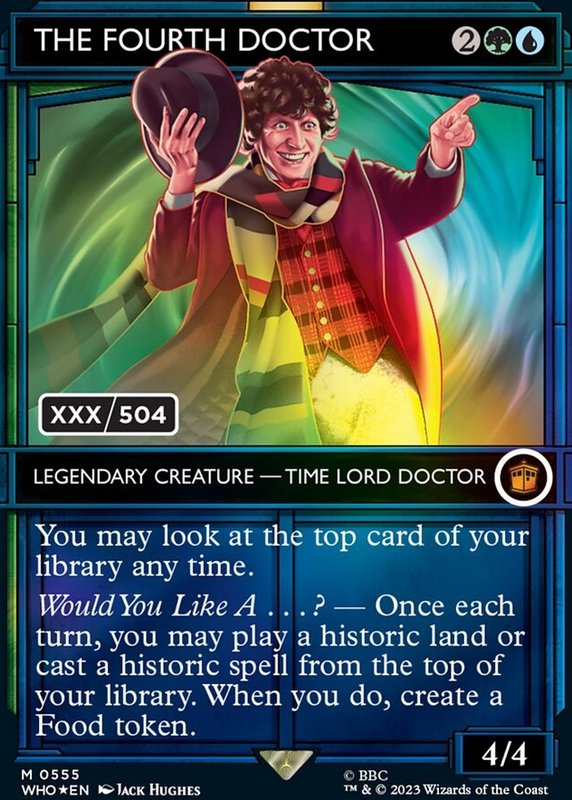 THE FOURTH DOCTOR 2
XXX/504
LEGENDARY CREATURE — TIME LORD DOCTOR
You may look at the top card of your
library any time.
Would You Like A . . . ? — Once each
turn, you may play a historic land or
cast a historic spell from the top of
your library. When you do, create a
Food token.
4/4
M 0555
WHO★EN JACK HUGHES
© BBC
™ & © 2023 Wizards of the Coast